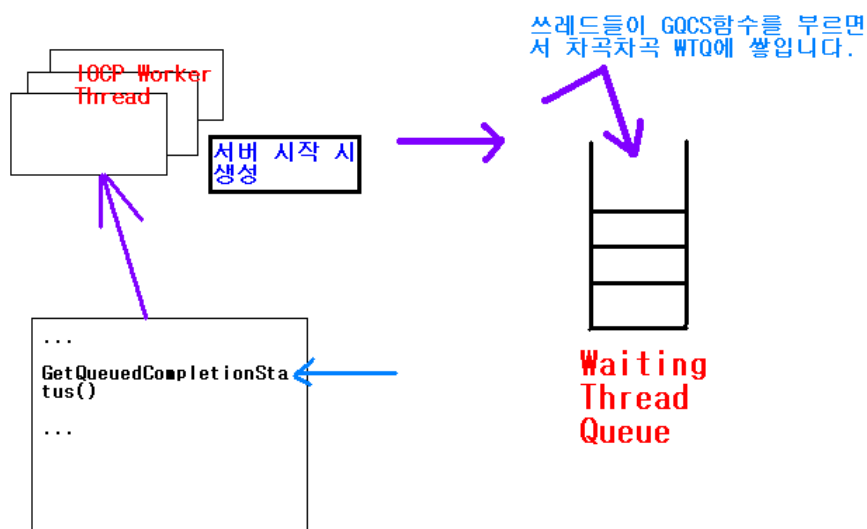 쓰레드들이 GQCS함수를 부르면
서 차곡차곡 WTQ에 쌓입니다.
IOCP Worker
Thread
서버 시작 시
생성
...
GetQueuedCompletionSta
tus()
...
Waiting
Thread
Queue